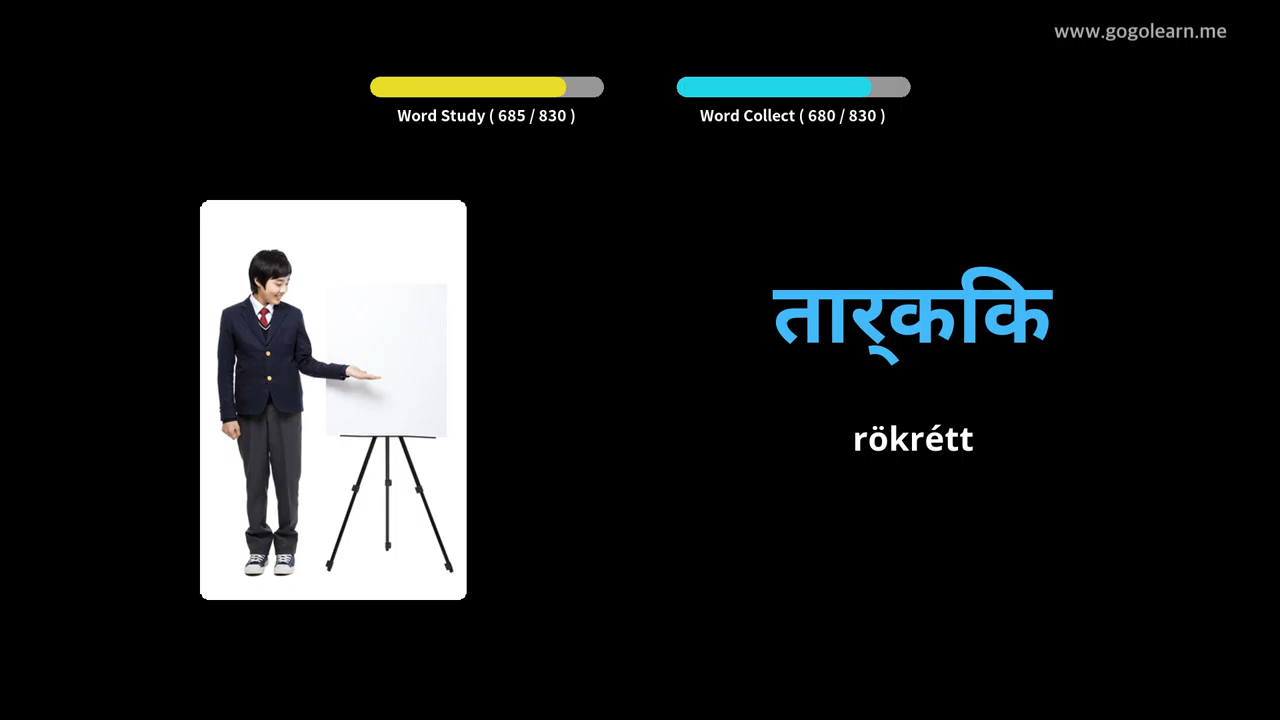 www.gogolearn.me
Word Study ( 685 / 830 )
Word Collect ( 680 / 830 )
तार्‌ककि
rökrétt